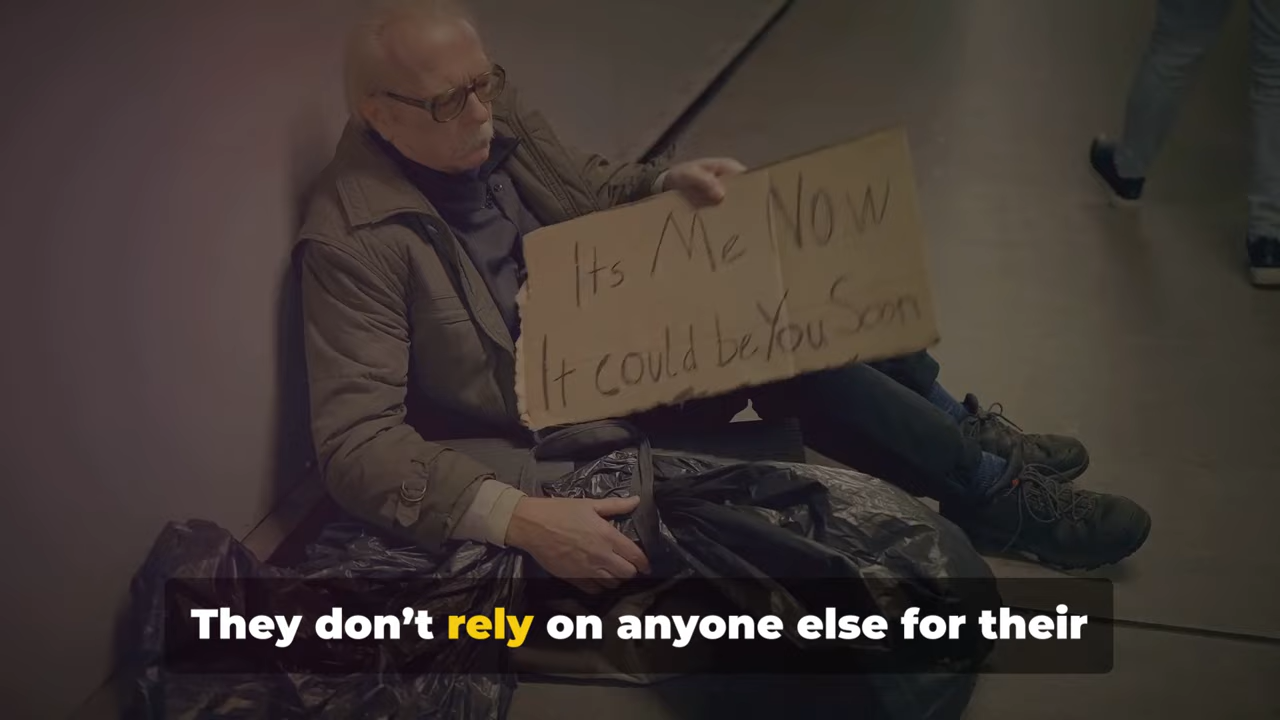 Its Me Now
It could be You Soon
They don’t rely on anyone else for their